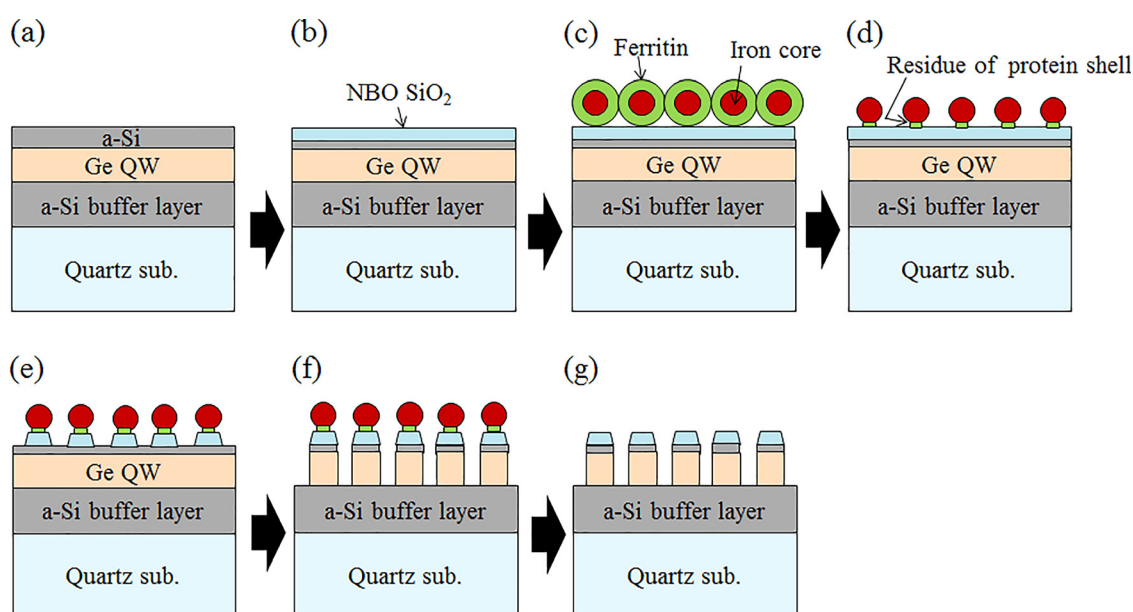 (a)
(b)
(c)
(d)
Ferritin
Iron core
Residue of protein shell
NBO SiO₂
a-Si
Ge QW
a-Si buffer layer
Quartz sub.
Ge QW
a-Si buffer layer
Quartz sub.
Ge QW
a-Si buffer layer
Quartz sub.
Ge QW
a-Si buffer layer
Quartz sub.
(e)
(f)
(g)
Ge QW
a-Si buffer layer
Quartz sub.
a-Si buffer layer
Quartz sub.
a-Si buffer layer
Quartz sub.